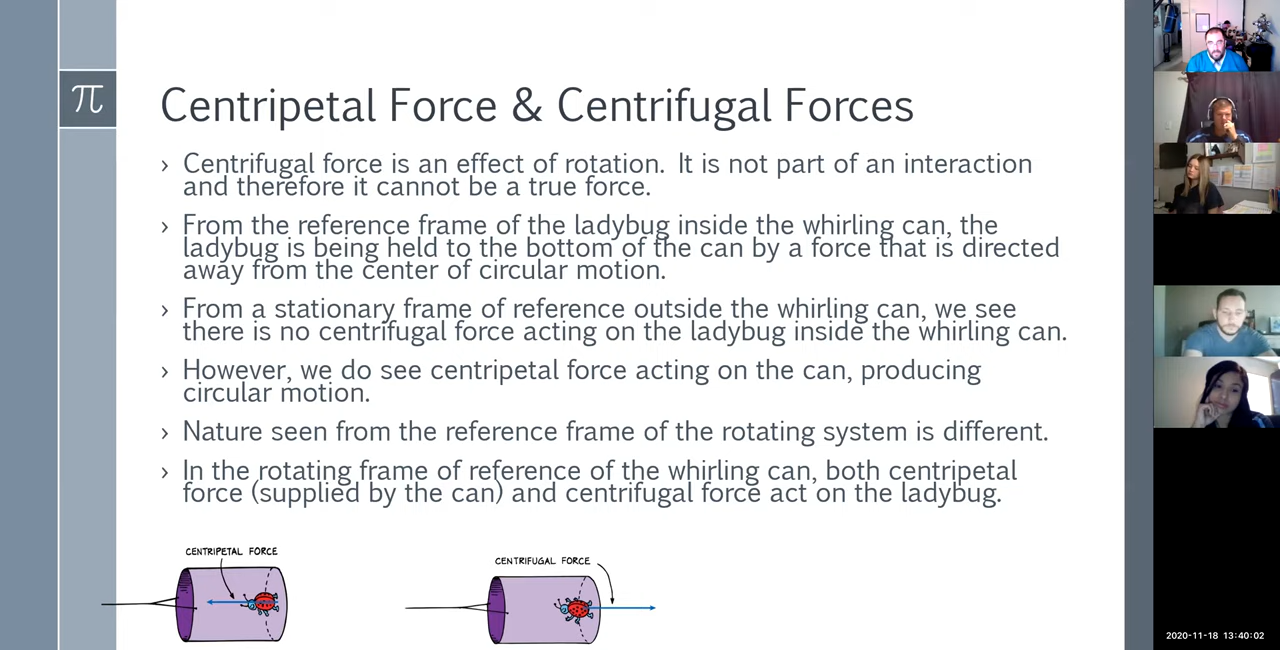 π
Centripetal Force & Centrifugal Forces
› Centrifugal force is an effect of rotation. It is not part of an interaction
and therefore it cannot be a true force.
› From the reference frame of the ladybug inside the whirling can, the
ladybug is being held to the bottom of the can by a force that is directed
away from the center of circular motion.
› From a stationary frame of reference outside the whirling can, we see
there is no centrifugal force acting on the ladybug inside the whirling can.
› However, we do see centripetal force acting on the can, producing
circular motion.
› Nature seen from the reference frame of the rotating system is different.
› In the rotating frame of reference of the whirling can, both centripetal
force (supplied by the can) and centrifugal force act on the ladybug.
CENTRIPETAL FORCE
CENTRIFUGAL FORCE
2020-11-18 13:40:02